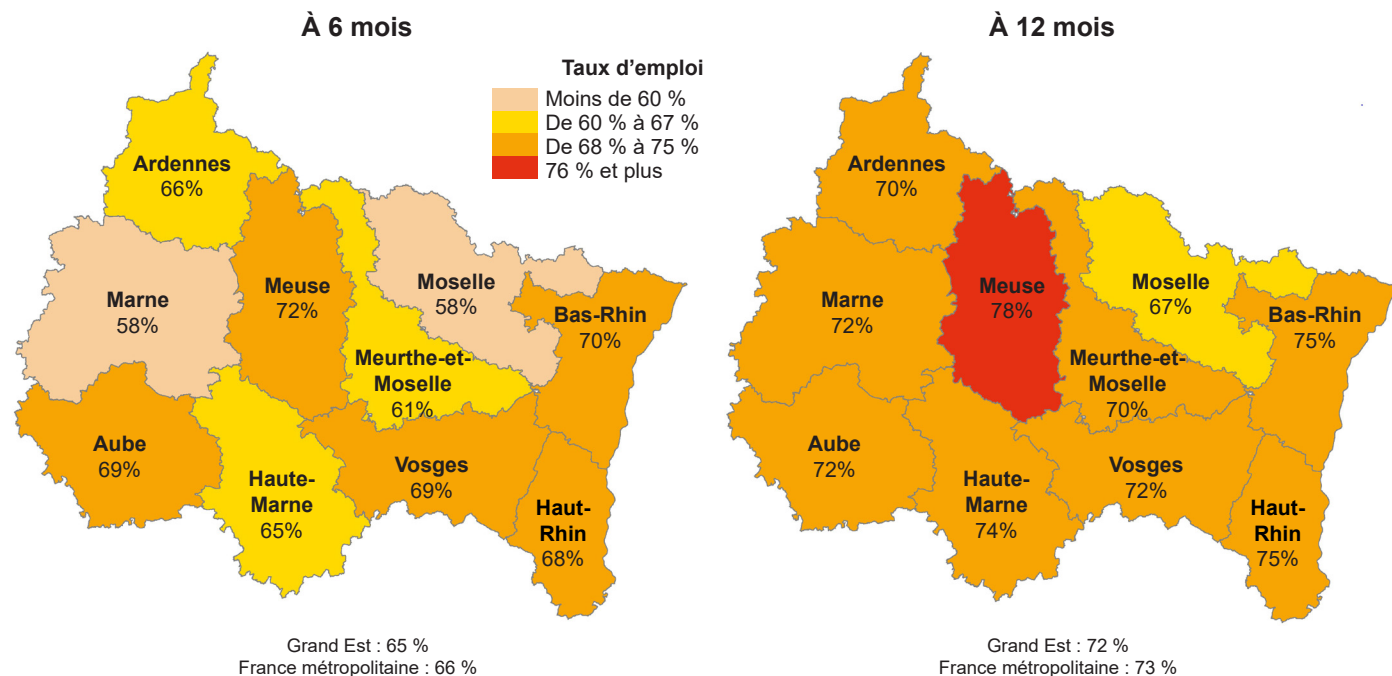 À 6 mois
Taux d'emploi
Moins de 60 %
De 60 % à 67 %
De 68 % à 75 %
76 % et plus
Ardennes
66%
Marne
58%
Meuse
72%
Moselle
58%
Bas-Rhin
70%
Meurthe-et-
Moselle
61%
Aube
69%
Haute-
Marne
65%
Vosges
69%
Haut-
Rhin
68%
Grand Est : 65 %
France métropolitaine : 66 %
À 12 mois
Ardennes
70%
Marne
72%
Meuse
78%
Moselle
67%
Bas-Rhin
75%
Meurthe-et-
Moselle
70%
Aube
72%
Haute-
Marne
74%
Vosges
72%
Haut-
Rhin
75%
Grand Est : 72 %
France métropolitaine : 73 %